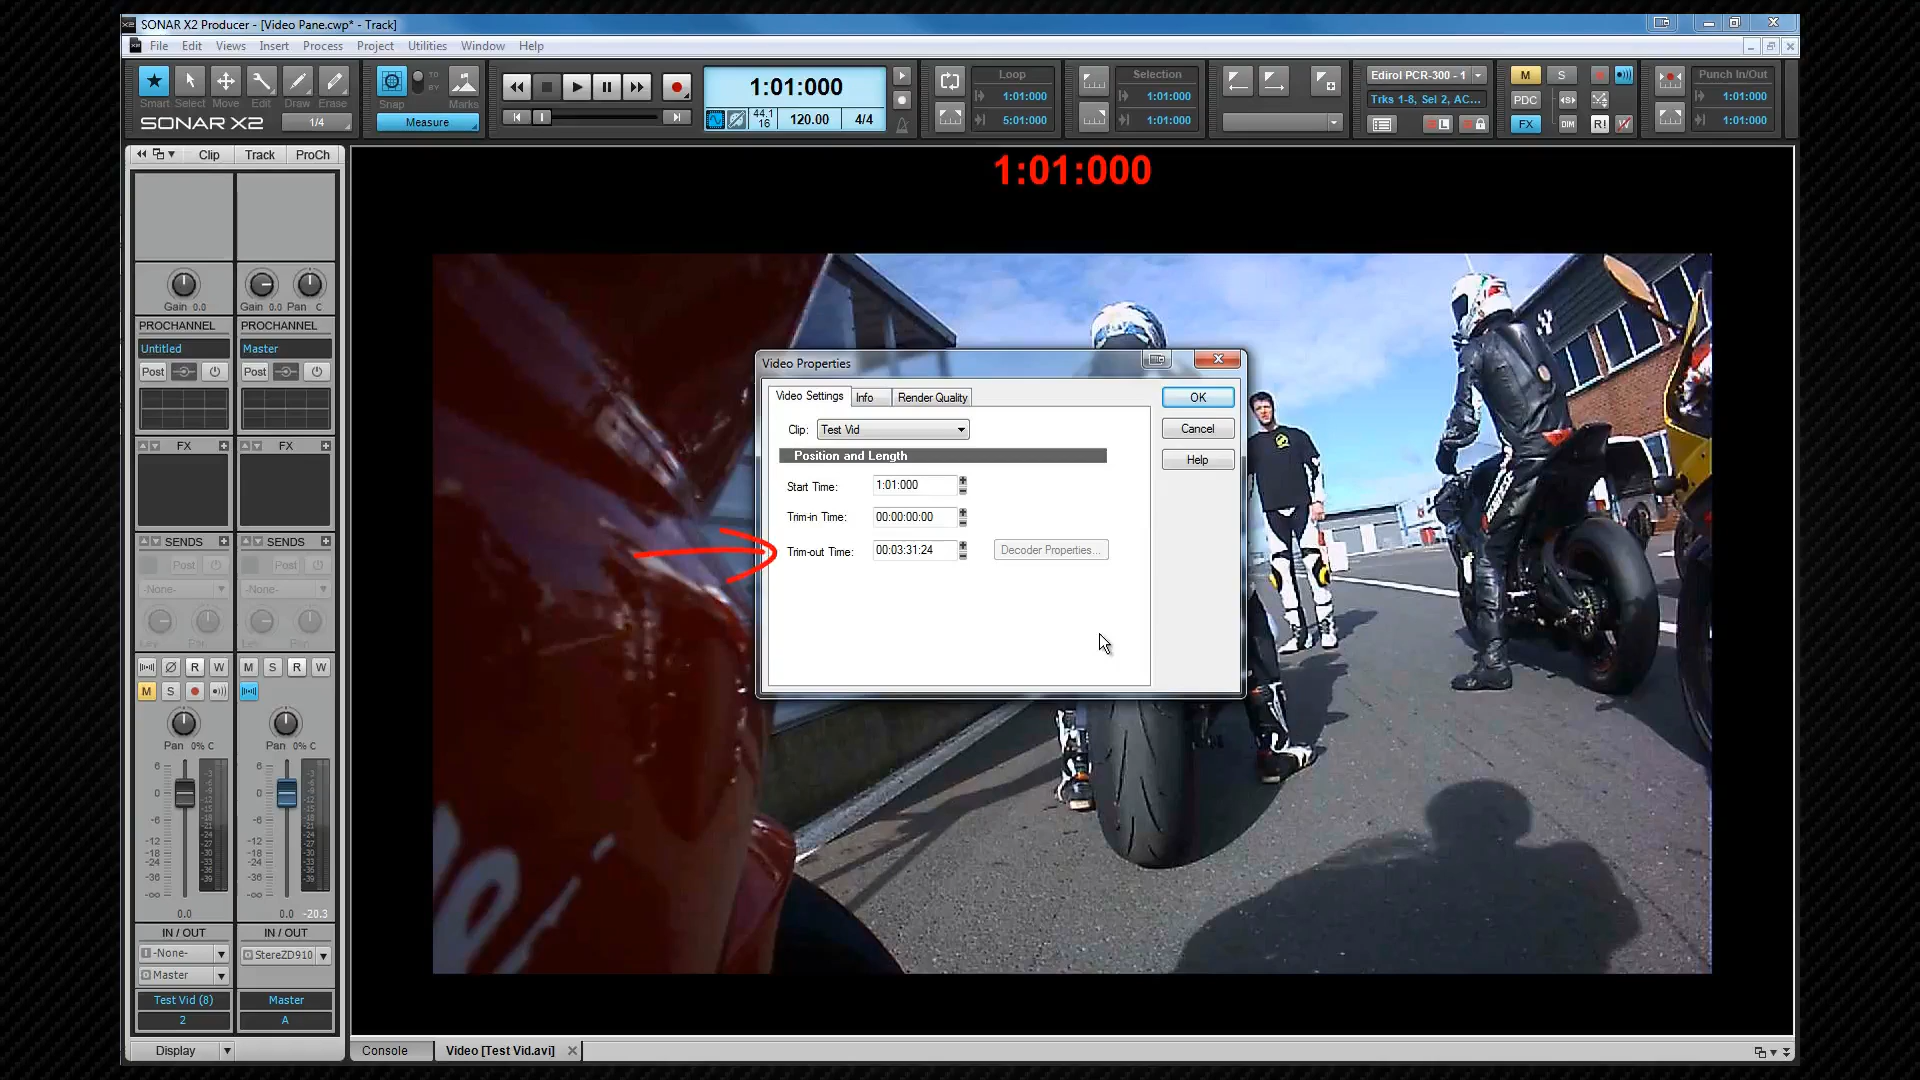 SONAR X2 Producer - [Video Pane.cwp* - Track]
File Edit Views Insert Process Project Utilities Window Help
Smart Select Move Edit Draw Erase
SONAR X2
1/4
Snap
TO
BY
Marks
Measure
1:01:000
44.1
16
120.00
4/4
Loop
1:01:000
5:01:000
Selection
1:01:000
1:01:000
Edirol PCR-300 - 1
Trks 1-8, Sel 2, AC...
M S
PDC
FX DIM R!
Punch In/Out
1:01:000
1:01:000
Clip Track ProCh
1:01:000
Gain 0.0
Gain 0.0 Pan C
PROCHANNEL PROCHANNEL
Untitled Master
Post Post
FX FX
SENDS SENDS
Post Post
-None- -None-
R W M S R W
M S
Pan 0% C Pan 0% C
0.0 0.0 -20.3
IN / OUT IN / OUT
-None- StereZD910
Master
Test Vid (8) Master
2 A
Display
Video Properties
Video Settings Info Render Quality
OK
Cancel
Help
Clip: Test Vid
Position and Length
Start Time: 1:01:000
Trim-in Time: 00:00:00:00
Trim-out Time: 00:03:31:24
Decoder Properties...
Console Video [Test Vid.avi]